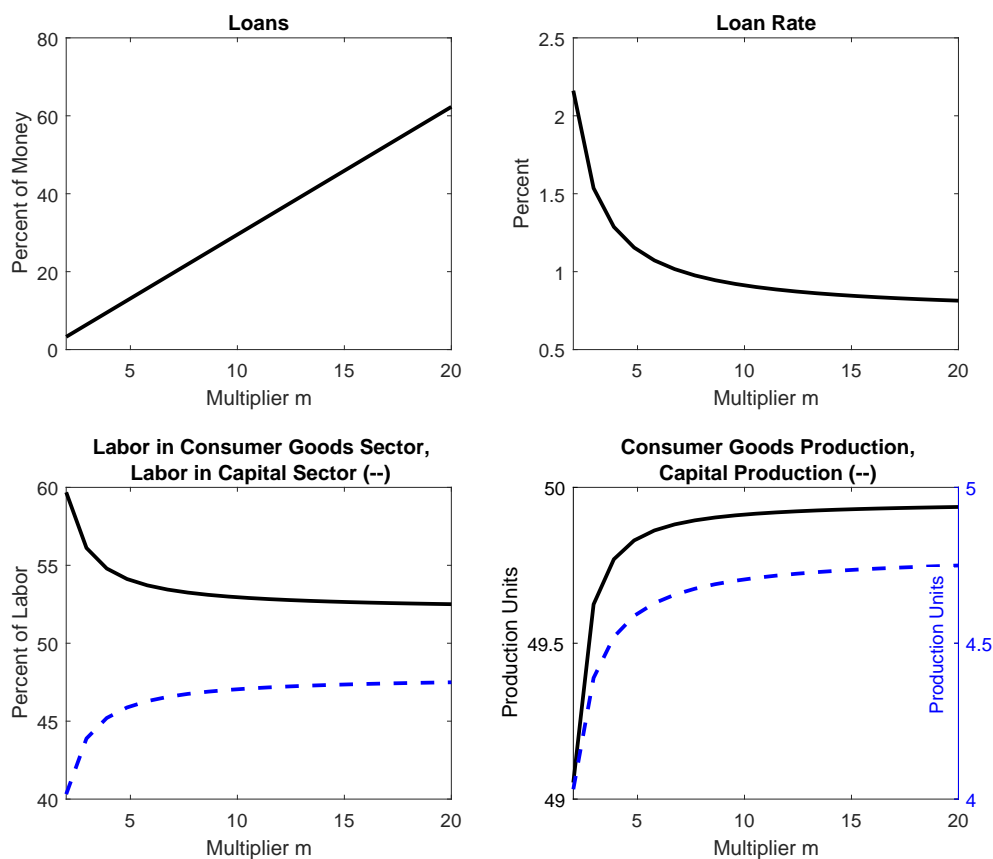 Loans
80
60
40
20
0
Percent of Money
5
10
15
20
Multiplier m
Loan Rate
2.5
2
1.5
1
0.5
Percent
5
10
15
20
Multiplier m
Labor in Consumer Goods Sector,
Labor in Capital Sector (--)
60
55
50
45
40
Percent of Labor
5
10
15
20
Multiplier m
Consumer Goods Production,
Capital Production (--)
50
49.5
49
Production Units
5
4.5
4
Production Units
5
10
15
20
Multiplier m